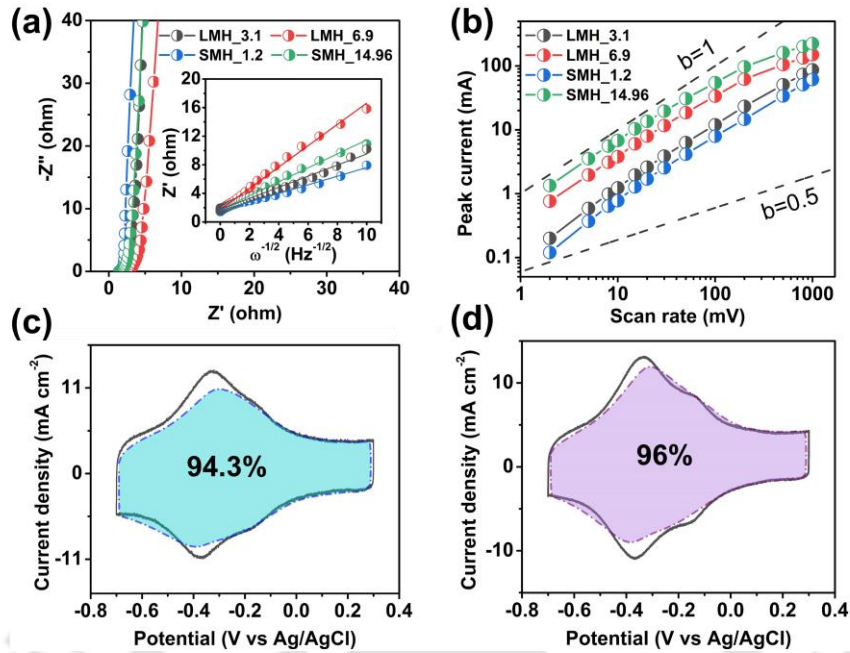 (a)
LMH_3.1 LMH_6.9
SMH_1.2 SMH_14.96
40
30
20
10
0
-Z" (ohm)
0 10 20 30 40
Z' (ohm)
20
15
10
5
0
Z' (ohm)
0 2 4 6 8 10
ω-1/2 (Hz-1/2)
(b)
LMH_3.1
LMH_6.9
SMH_1.2
SMH_14.96
b=1
b=0.5
100
10
1
0.1
Peak current (mA)
1 10 100 1000
Scan rate (mV)
(c)
11
0
-11
Current density (mA cm-2)
94.3%
-0.8 -0.6 -0.4 -0.2 0.0 0.2 0.4
Potential (V vs Ag/AgCl)
(d)
10
0
-10
Current density (mA cm-2)
96%
-0.8 -0.6 -0.4 -0.2 0.0 0.2 0.4
Potential (V vs Ag/AgCl)